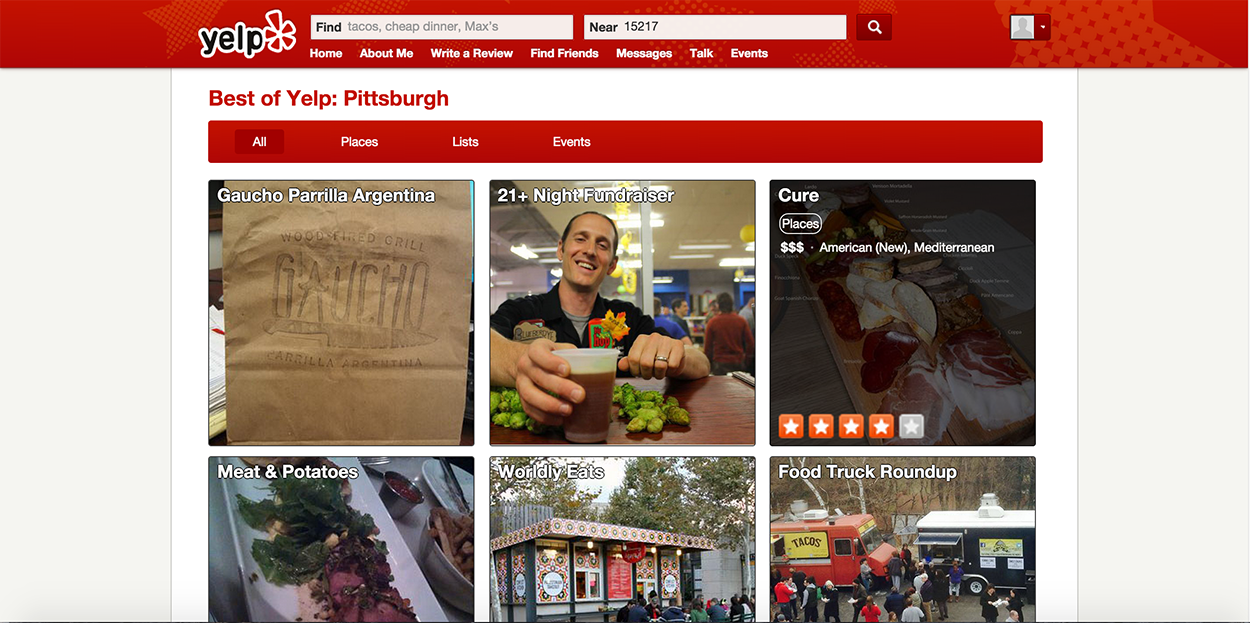 yelp
Find tacos, cheap dinner, Max's
Near 15217
Home About Me Write a Review Find Friends Messages Talk Events
Best of Yelp: Pittsburgh
All Places Lists Events
Gaucho Parrilla Argentina
WOOD FIRED GRILL
GAUCHO
PARRILLA ARGENTINA
21+ Night Fundraiser
Cure
Places
$$$ · American (New), Mediterranean
Meat & Potatoes
Worldly Eats
Food Truck Roundup
TACOS